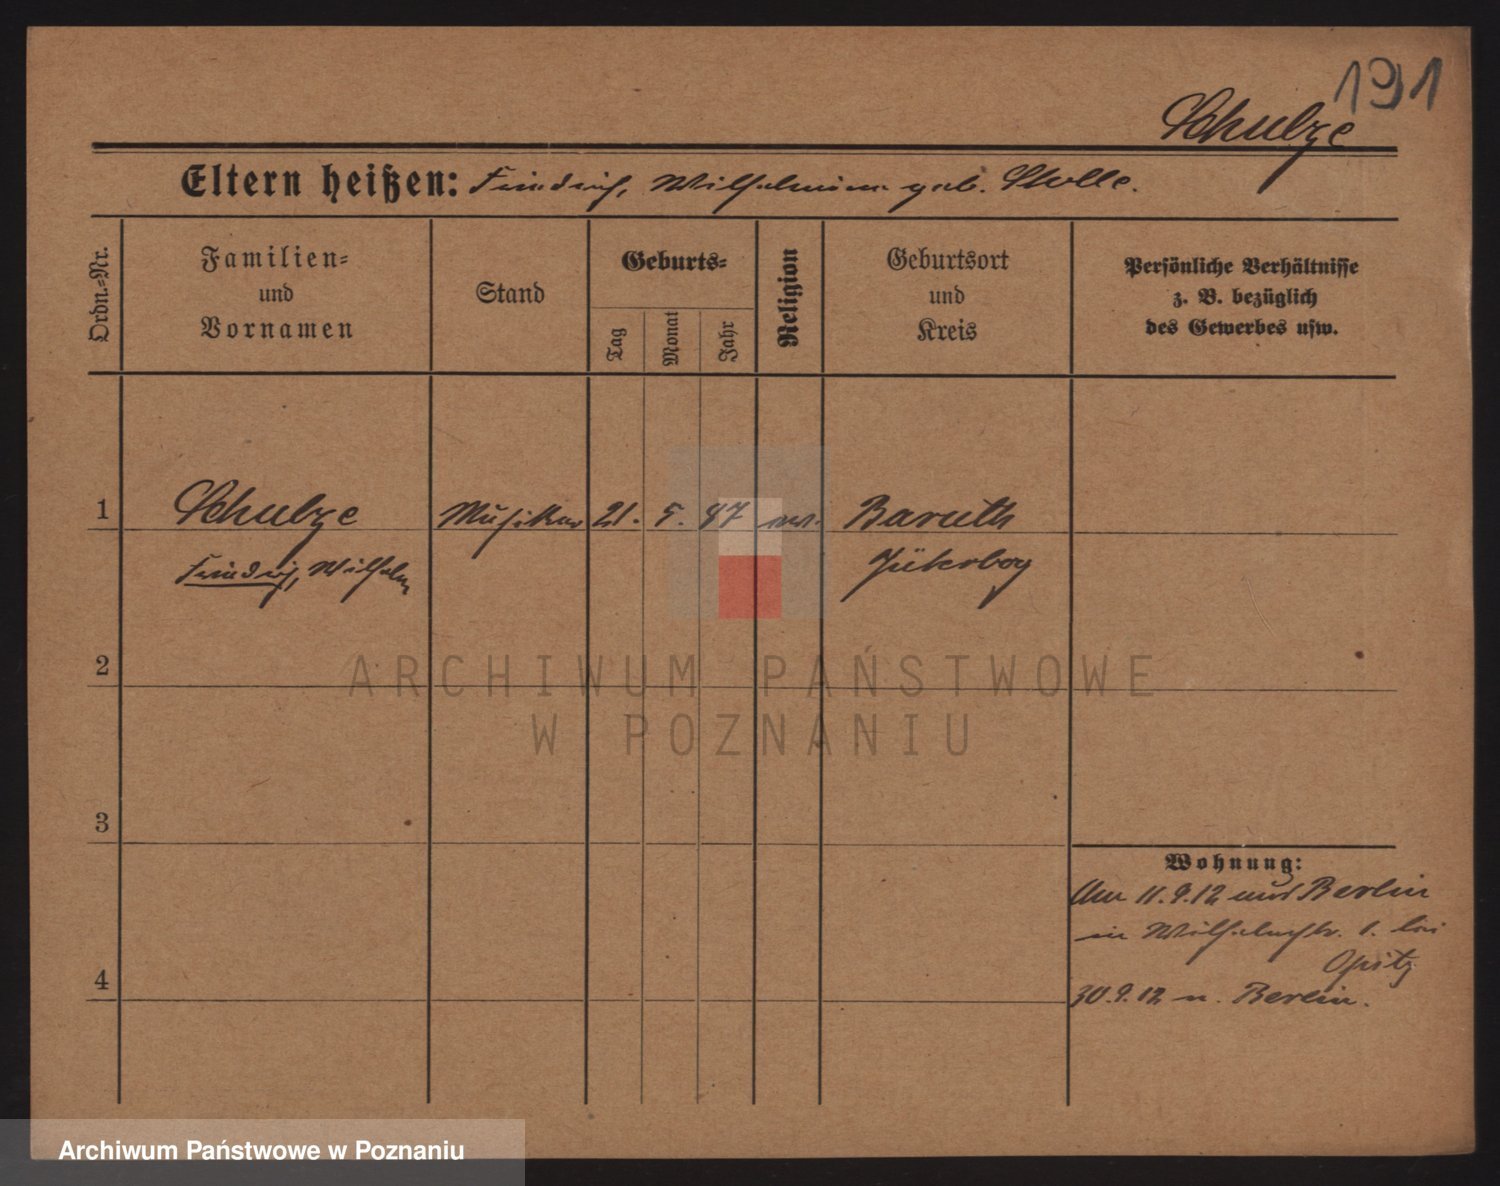 191
Schulze
Eltern heißen: Friedrich, Wilhelmine geb. Stolle.
Ordn.-Nr.
Familien-
und
Vornamen
Stand
Geburts-
Tag
Monat
Jahr
Religion
Geburtsort
und
Kreis
Persönliche Verhältnisse
z. B. bezüglich
des Gewerbes usw.
1 Schulze Musiker 21. 5. 87 Baruth
Friedrich, Wilhelm Jüterbog
2
ARCHIWUM PAŃSTWOWE
W POZNANIU
3
Wohnung:
Am 11.9.12 aus Berlin
in Wilhelmstr. 1. bei
Opitz
4
30.9.12 n. Berlin.
Archiwum Państwowe w Poznaniu